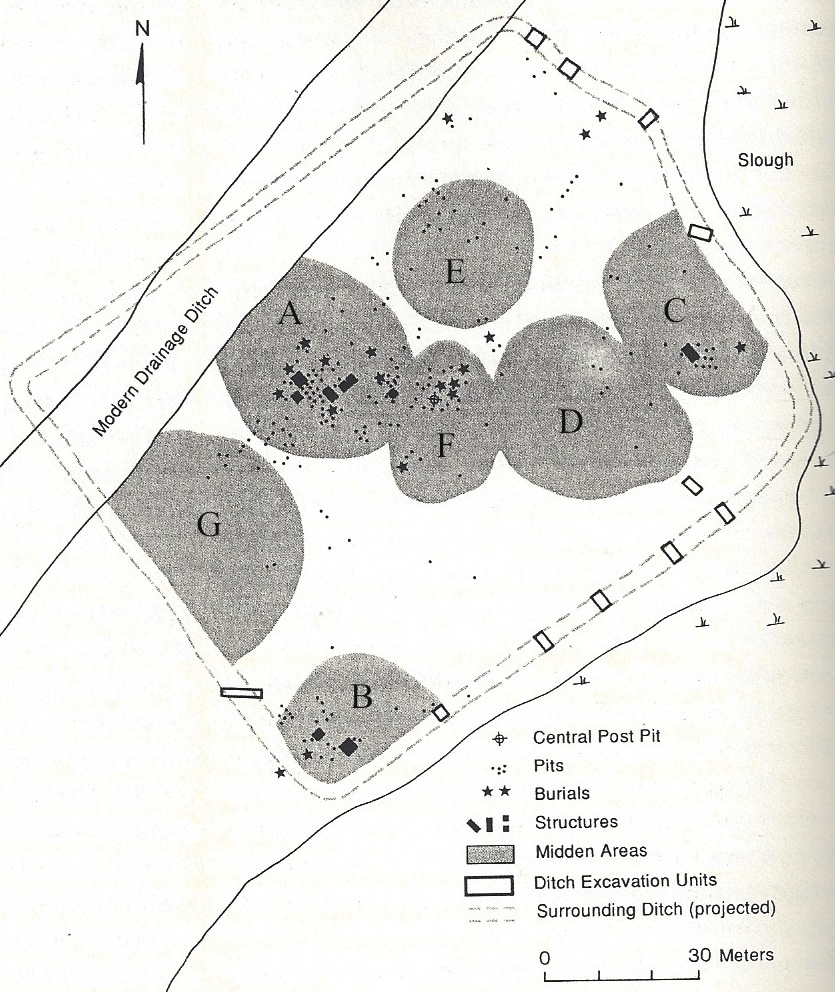 N
Slough
E
A
C
Modern Drainage Ditch
D
F
G
B
Central Post Pit
Pits
Burials
Structures
Midden Areas
Ditch Excavation Units
Surrounding Ditch (projected)
0 30 Meters